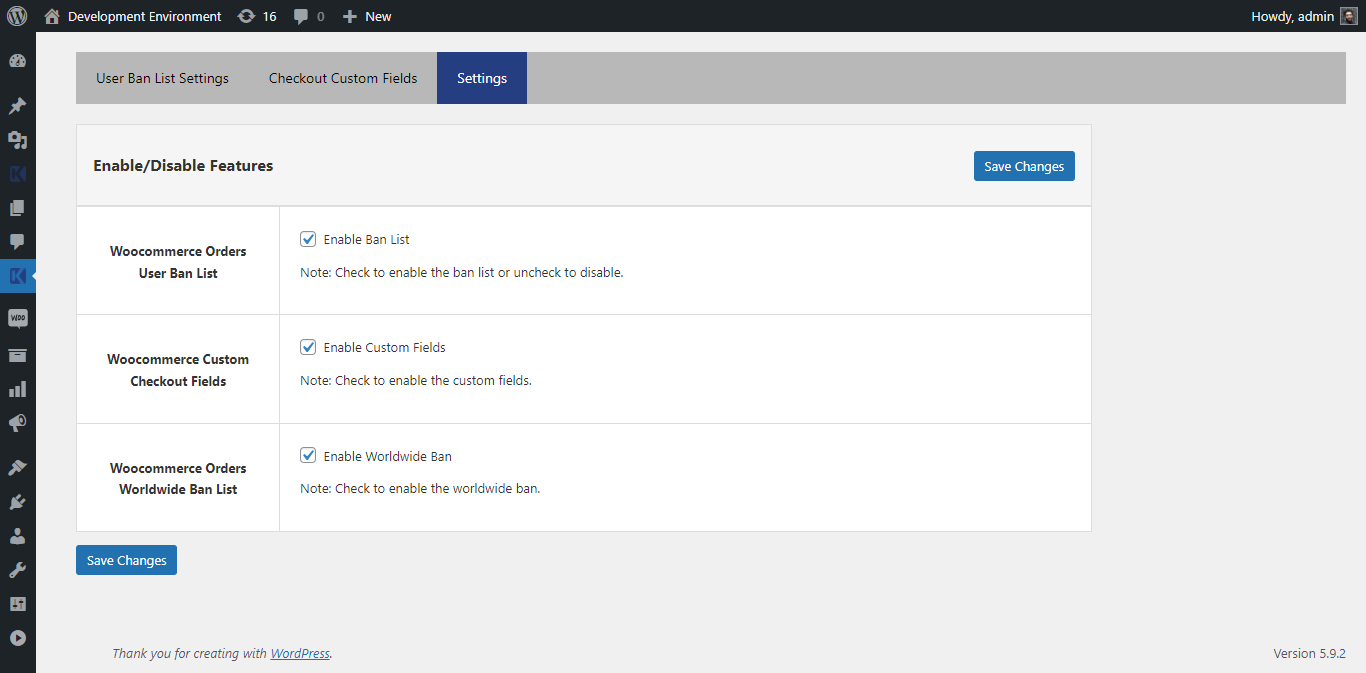 Development Environment 16 0 New Howdy, admin
User Ban List Settings Checkout Custom Fields Settings
Enable/Disable Features Save Changes
Woocommerce Orders
User Ban List
Enable Ban List
Note: Check to enable the ban list or uncheck to disable.
Woocommerce Custom
Checkout Fields
Enable Custom Fields
Note: Check to enable the custom fields.
Woo
Woocommerce Orders
Worldwide Ban List
Enable Worldwide Ban
Note: Check to enable the worldwide ban.
Save Changes
Thank you for creating with WordPress. Version 5.9.2